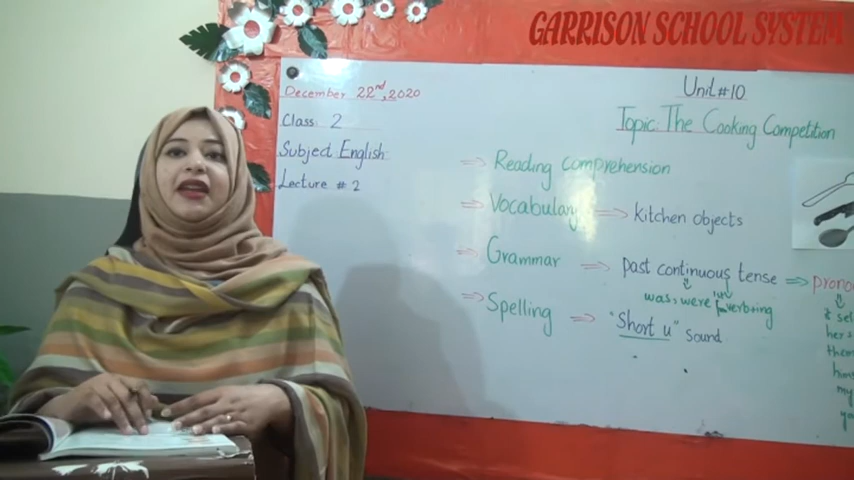 GARRISON SCHOOL SYSTEM
December 22nd, 2020
Class: 2
Subject English
Lecture # 2
Unit #10
Topic: The Cooking Competition
⇒ Reading comprehension
⇒ Vocabulary ⇒ kitchen objects
⇒ Grammar ⇒ past continuous tense ⇒
was, were verb+ing
⇒ Spelling ⇒ "Short u" Sound